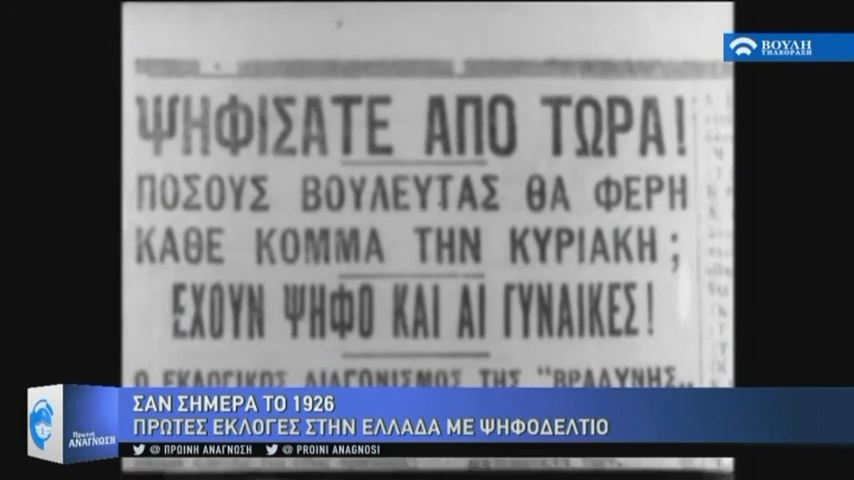 ΒΟΥΛΗ
ΤΗΛΕΟΡΑΣΗ
ΨΗΦΙΣΑΤΕ ΑΠΟ ΤΩΡΑ!
ΠΟΣΟΥΣ ΒΟΥΛΕΥΤΑΣ ΘΑ ΦΕΡΗ
ΚΑΘΕ ΚΟΜΜΑ ΤΗΝ ΚΥΡΙΑΚΗ ;
ΕΧΟΥΝ ΨΗΦΟ ΚΑΙ ΑΙ ΓΥΝΑΙΚΕΣ!
Ο ΕΚΛΟΓΙΚΟΣ ΔΙΑΓΩΝΙΣΜΟΣ ΤΗΣ "ΒΡΑΔΥΝΗΣ„
Πρωινή
ΑΝΑΓΝΩΣΗ
ΣΑΝ ΣΗΜΕΡΑ ΤΟ 1926
ΠΡΩΤΕΣ ΕΚΛΟΓΕΣ ΣΤΗΝ ΕΛΛΑΔΑ ΜΕ ΨΗΦΟΔΕΛΤΙΟ
@ ΠΡΩΙΝΗ ΑΝΑΓΝΩΣΗ @ PROINI ANAGNOSI